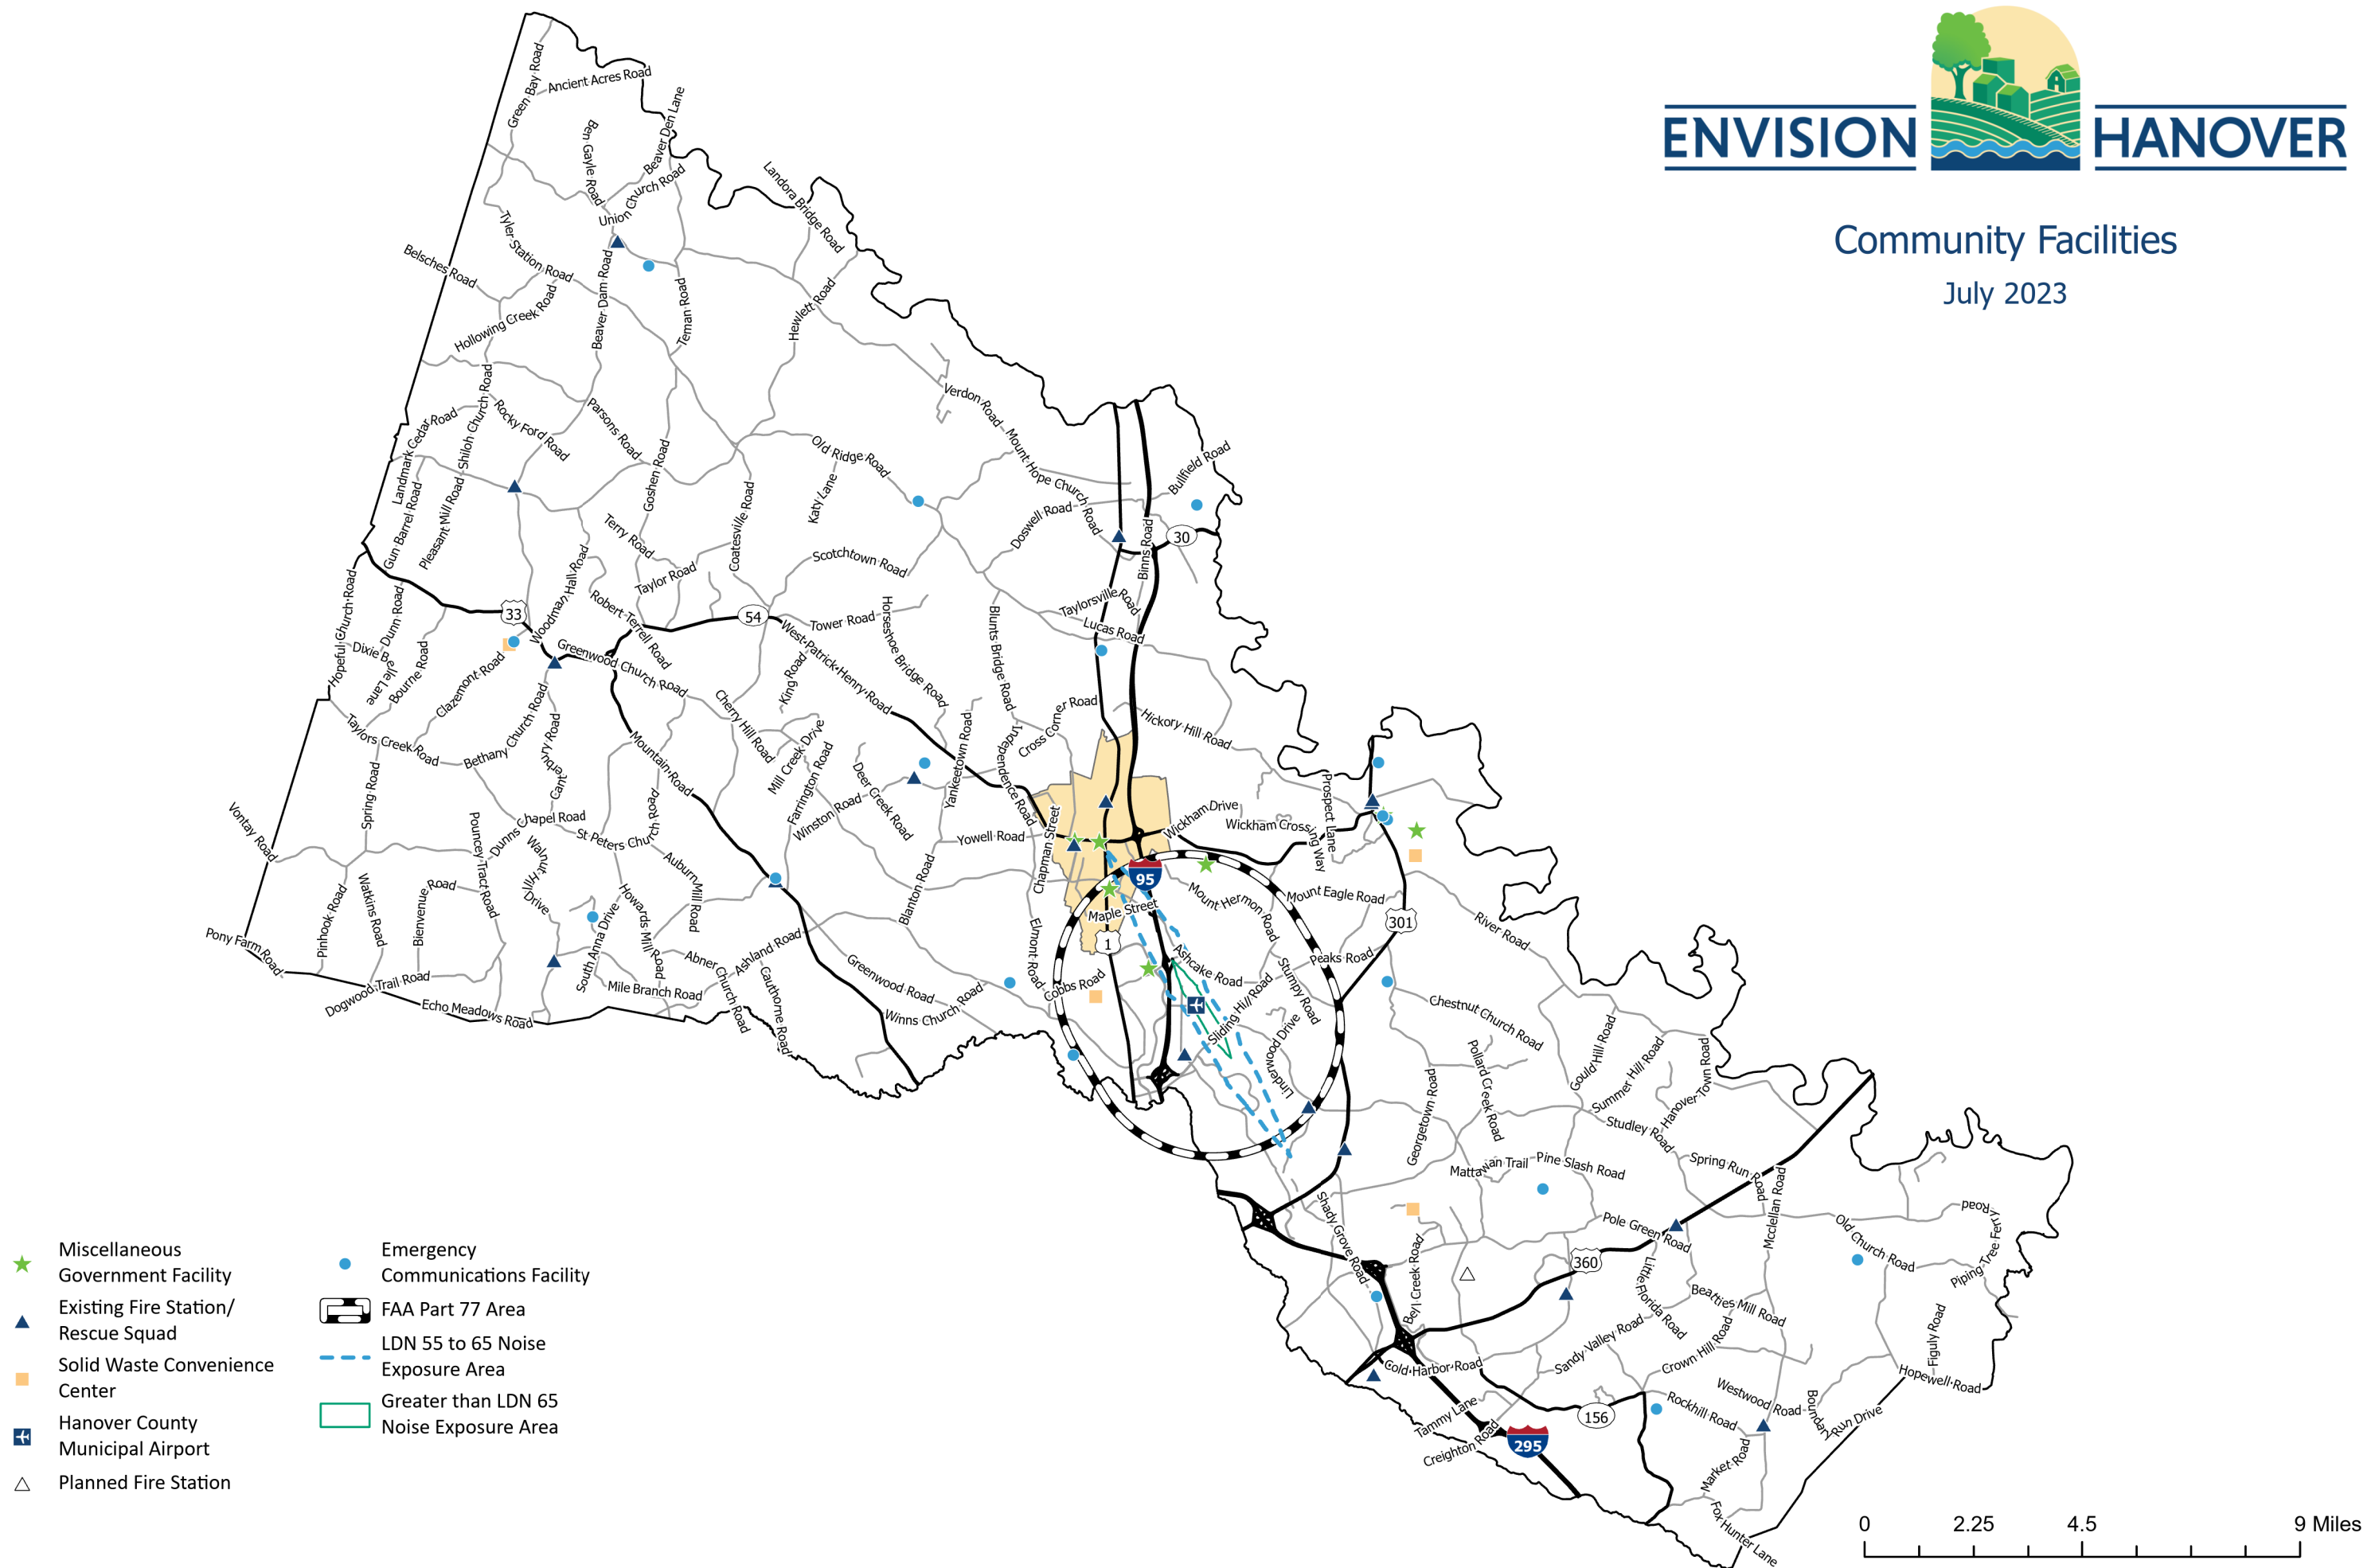 ENVISION HANOVER
Community Facilities
July 2023
Green Bay Road
Ancient Acres Road
Ben Gayle Road
Beaver Den Lane
Union Church Road
Landora Bridge Road
Tyler Station Road
Belsches Road
Hollowing Creek Road
Beaver Dam Road
Teman Road
Hewlett Road
Verdon Road
Landmark Cedar Road
Pleasant Mill Road
Shiloh Church Road
Rocky Ford Road
Parsons Road
Goshen Road
Old Ridge Road
Katy Lane
Coatesville Road
Mount Hope Church Road
Bullfield Road
Doswell Road
Gun Barrel Road
Terry Road
Taylor Road
Scotchtown Road
Binns Road
30
Woodman Hall Road
Robert Terrell Road
33
54
Tower Road
Horseshoe Bridge Road
Blunts Bridge Road
Taylorsville Road
Lucas Road
Hopeful Church Road
Dunn Road
Dixie Belle Lane
Bourne Road
Clazemont Road
Greenwood Church Road
West Patrick Henry Road
King Road
Cherry Hill Road
Cross Corner Road
Independence Road
Hickory Hill Road
Taylors Creek Road
Bethany Church Road
Canterbury Road
Mountain Road
Mill Creek Drive
Farrington Road
Winston Road
Deer Creek Road
Yankeetown Road
Yowell Road
Chapman Street
Wickham Drive
Wickham Crossing Way
Prospect Lane
Vontay Road
Spring Road
Pouncey Tract Road
Dunns Chapel Road
St Peters Church Road
Walnut Hill Drive
Auburn Mill Road
Blanton Road
95
Mount Hermon Road
Mount Eagle Road
301
River Road
Pinhook Road
Watkins Road
Bienvenue Road
South Anna Drive
Howards Mill Road
Abner Church Road
Ashland Road
Cauthorne Road
Greenwood Road
Winns Church Road
Elmont Road
Maple Street
1
Cobbs Road
Ashcake Road
Sliding Hill Road
Stumpy Road
Peaks Road
Linderwood Drive
Pony Farm Road
Dogwood Trail Road
Echo Meadows Road
Mile Branch Road
Chestnut Church Road
Pollard Creek Road
Georgetown Road
Gould Hill Road
Summer Hill Road
Hanover Town Road
Studley Road
Mattawan Trail
Pine Slash Road
Spring Run Road
Mcclellan Road
Shady Grove Road
Bell Creek Road
Pole Green Road
360
Old Church Road
Piping Tree Ferry Road
Little Florida Road
Beatties Mill Road
Sandy Valley Road
Crown Hill Road
Figuly Road
Hopewell Road
Cold Harbor Road
Tammy Lane
Creighton Road
156
295
Rockhill Road
Westwood Road
Boundary Run Drive
Market Road
Fox Hunter Lane
Miscellaneous
Government Facility
Existing Fire Station/
Rescue Squad
Solid Waste Convenience
Center
Hanover County
Municipal Airport
Planned Fire Station
Emergency
Communications Facility
FAA Part 77 Area
LDN 55 to 65 Noise
Exposure Area
Greater than LDN 65
Noise Exposure Area
0 2.25 4.5 9 Miles